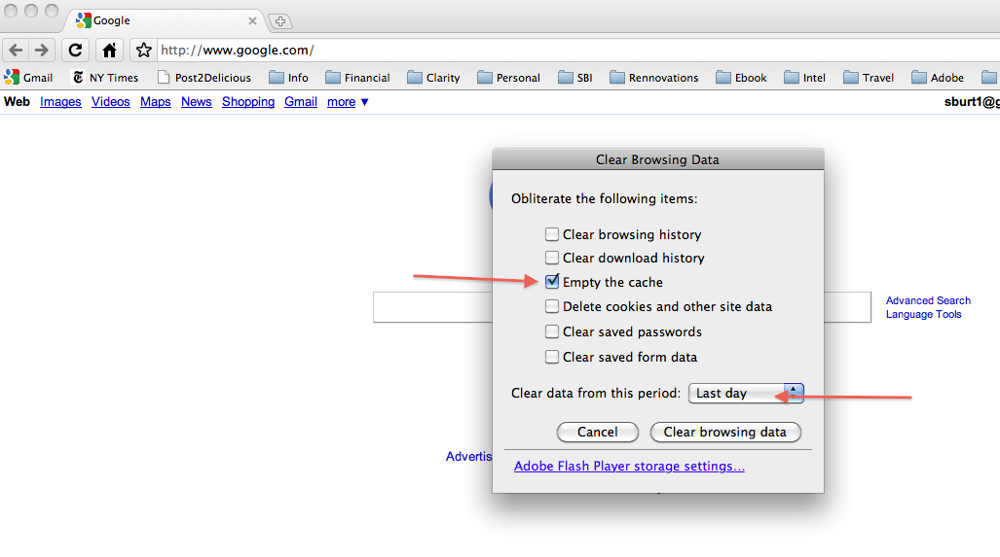 Google
http://www.google.com/
Gmail NY Times Post2Delicious Info Financial Clarity Personal SBI Rennovations Ebook Intel Travel Adobe
Web Images Videos Maps News Shopping Gmail more ▼ sburt1@g
Clear Browsing Data
Obliterate the following items:
Clear browsing history
Clear download history
Empty the cache
Delete cookies and other site data
Clear saved passwords
Clear saved form data
Advanced Search
Language Tools
Clear data from this period: Last day
Cancel Clear browsing data
Advertis
Adobe Flash Player storage settings...